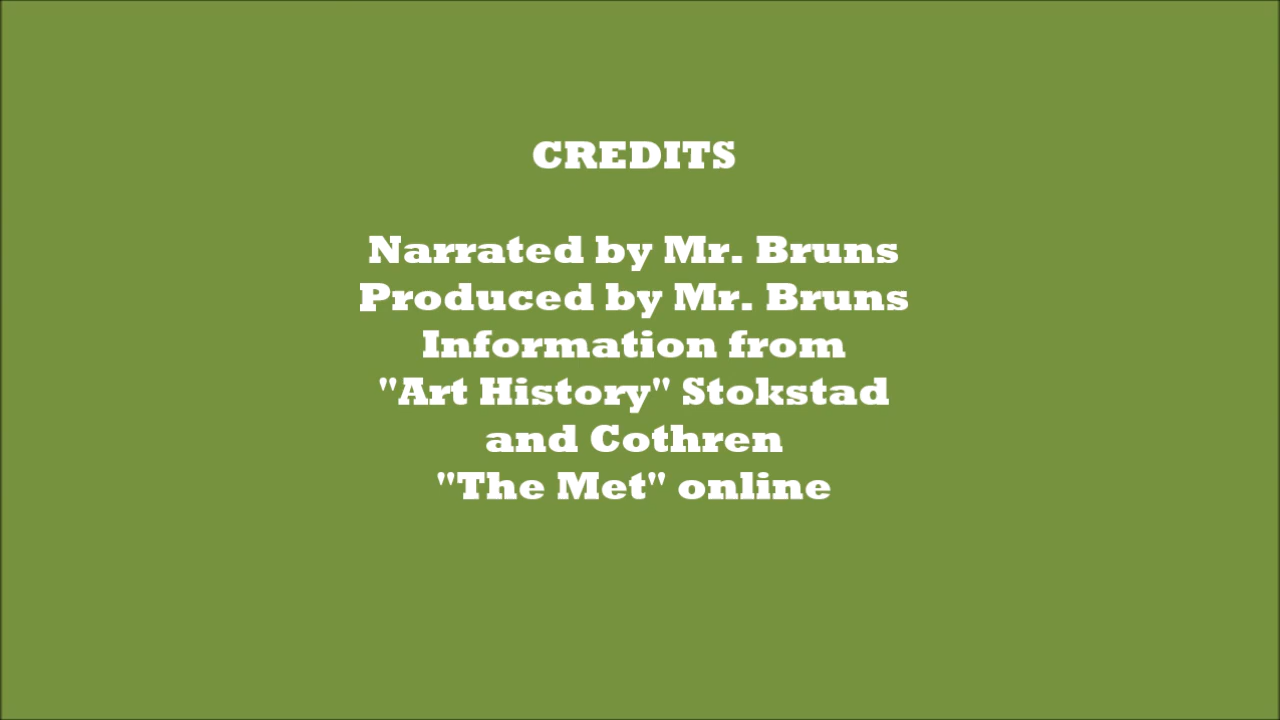 CREDITS
Narrated by Mr. Bruns
Produced by Mr. Bruns
Information from
"Art History" Stokstad
and Cothren
"The Met" online